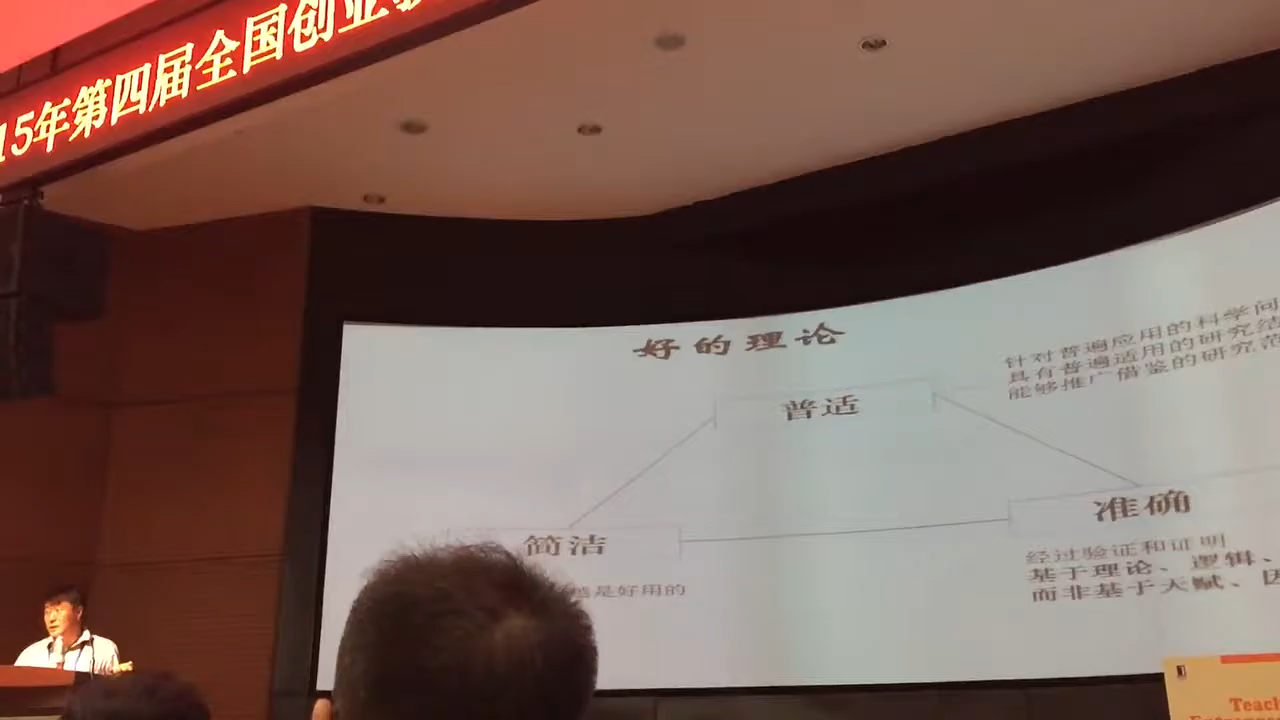 15年第四届全国创业
好的理论
普适
针对普遍应用的科学问
具有普遍适用的研究结
能够推广借鉴的研究范
简洁
越是好用的
准确
经过验证和证明
基于理论、逻辑、
而非基于天赋、因
Teac